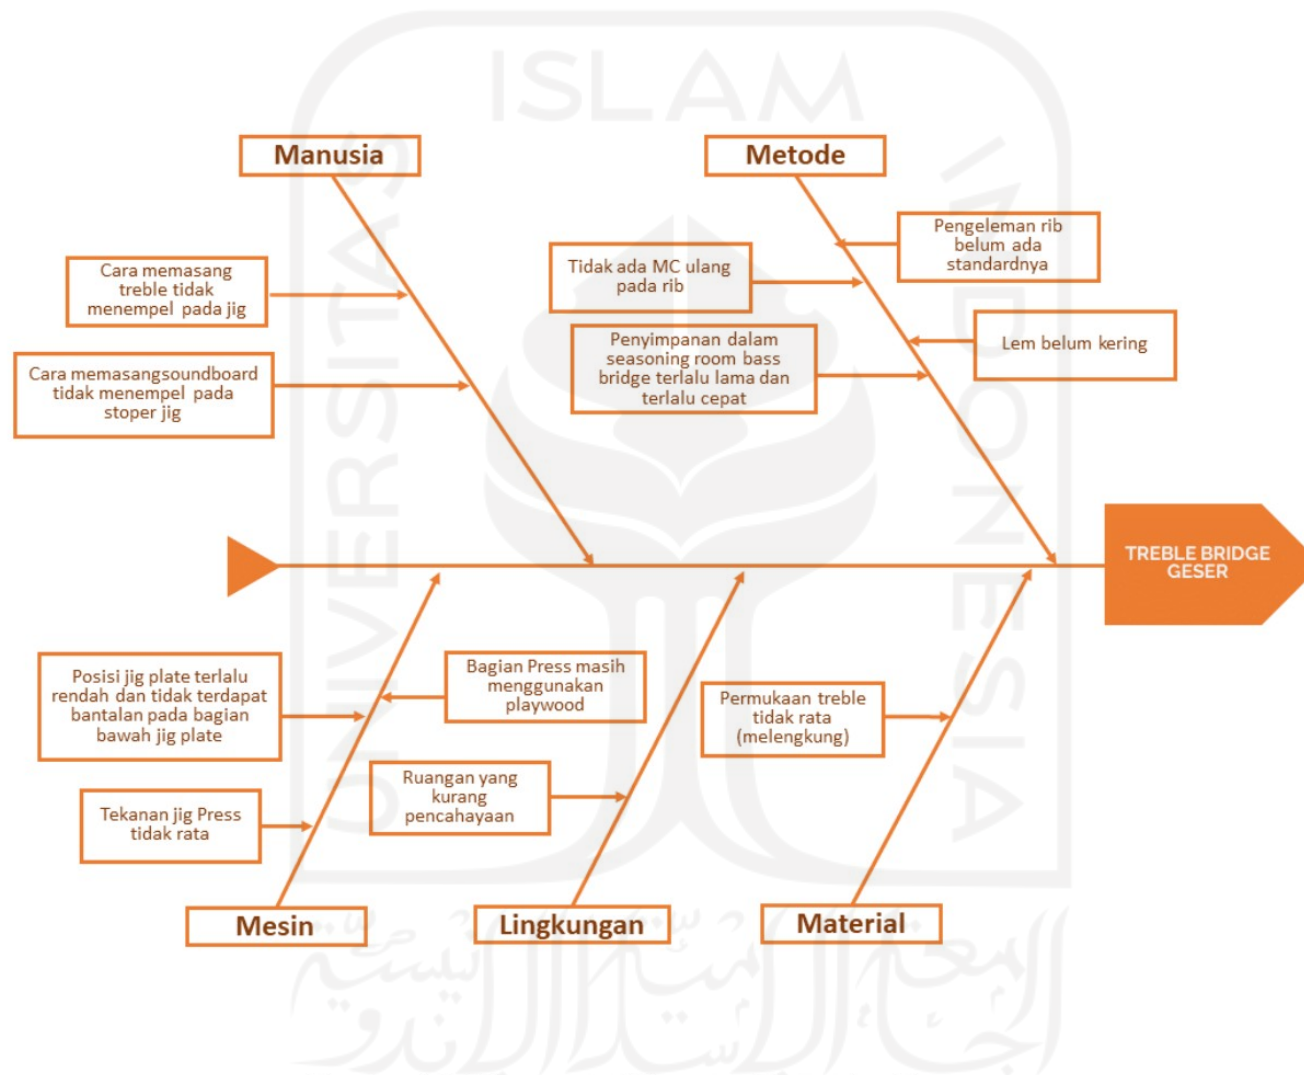 ISLAM
UNIVERSITAS
INDONESIA
Manusia
Metode
Cara memasang
treble tidak
menempel pada jig
Cara memasangsoundboard
tidak menempel pada
stoper jig
Pengeleman rib
belum ada
standardnya
Tidak ada MC ulang
pada rib
Lem belum kering
Penyimpanan dalam
seasoning room bass
bridge terlalu lama dan
terlalu cepat
TREBLE BRIDGE
GESER
Posisi jig plate terlalu
rendah dan tidak terdapat
bantalan pada bagian
bawah jig plate
Bagian Press masih
menggunakan
playwood
Tekanan jig Press
tidak rata
Ruangan yang
kurang
pencahayaan
Permukaan treble
tidak rata
(melengkung)
Mesin
Lingkungan
Material